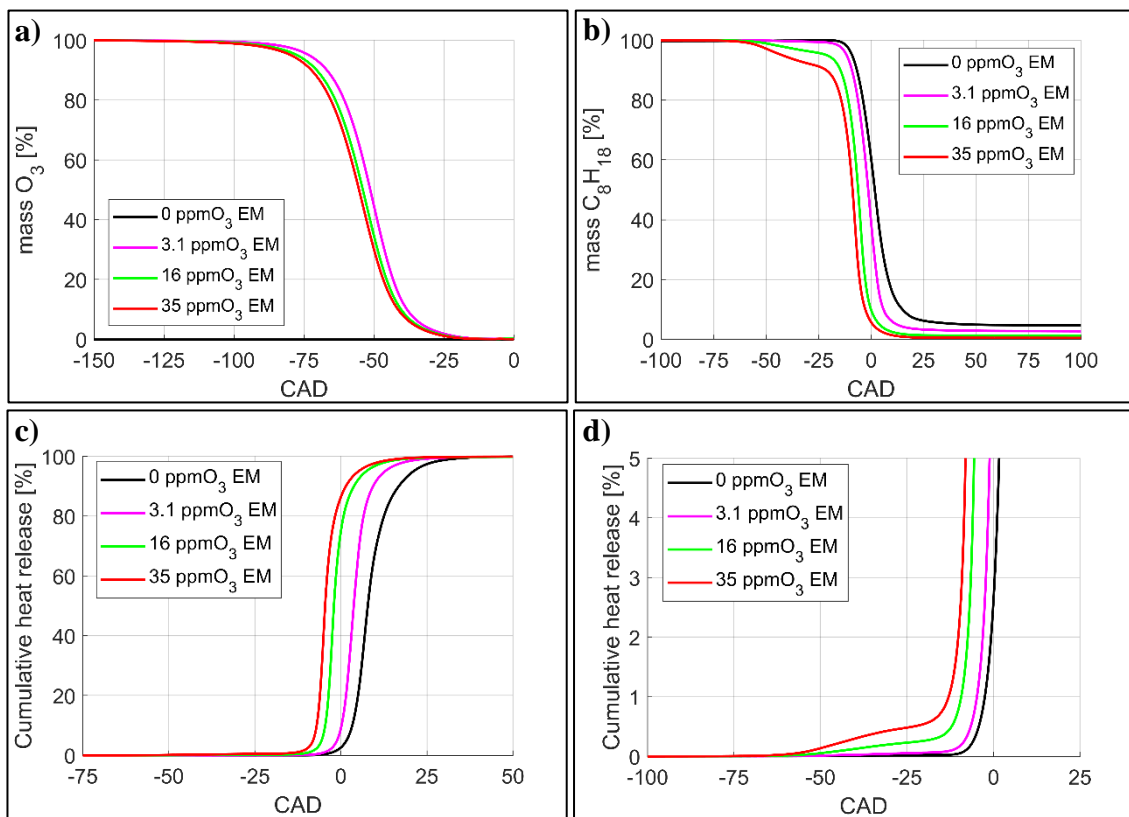 a)
mass O3 [%]
100
80
60
40
20
0
0 ppmO3 EM
3.1 ppmO3 EM
16 ppmO3 EM
35 ppmO3 EM
-150 -125 -100 -75 -50 -25 0
CAD
b)
mass C8H18 [%]
100
80
60
40
20
0
0 ppmO3 EM
3.1 ppmO3 EM
16 ppmO3 EM
35 ppmO3 EM
-100 -75 -50 -25 0 25 50 75 100
CAD
c)
Cumulative heat release [%]
100
80
60
40
20
0
0 ppmO3 EM
3.1 ppmO3 EM
16 ppmO3 EM
35 ppmO3 EM
-75 -50 -25 0 25 50
CAD
d)
Cumulative heat release [%]
5
4
3
2
1
0
0 ppmO3 EM
3.1 ppmO3 EM
16 ppmO3 EM
35 ppmO3 EM
-100 -75 -50 -25 0 25
CAD